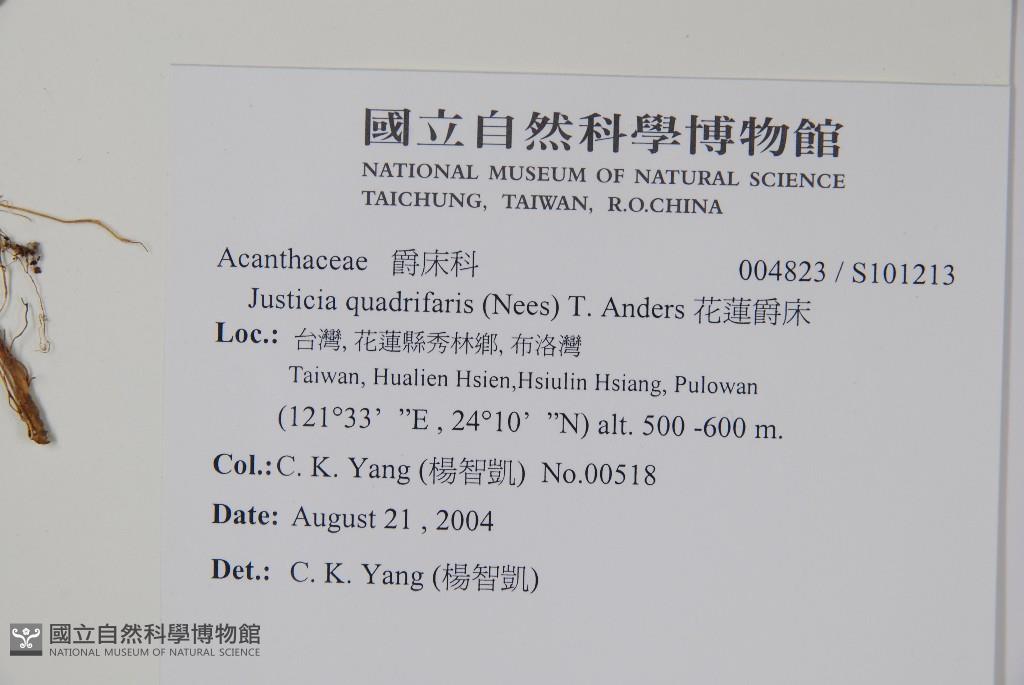 國立自然科學博物館
NATIONAL MUSEUM OF NATURAL SCIENCE
TAICHUNG, TAIWAN, R.O.CHINA
Acanthaceae 爵床科 004823 / S101213
Justicia quadrifaris (Nees) T. Anders 花蓮爵床
Loc.: 台灣, 花蓮縣秀林鄉, 布洛灣
Taiwan, Hualien Hsien,Hsiulin Hsiang, Pulowan
(121°33’ ”E , 24°10’ ”N) alt. 500 -600 m.
Col.: C. K. Yang (楊智凱) No.00518
Date: August 21 , 2004
Det.: C. K. Yang (楊智凱)
國立自然科學博物館
NATIONAL MUSEUM OF NATURAL SCIENCE